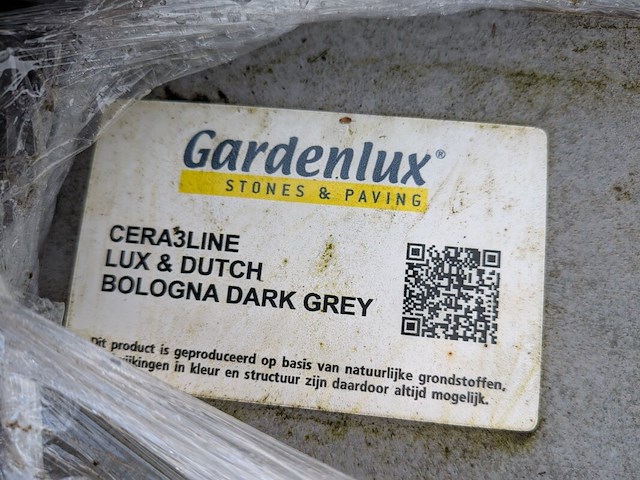 Gardenlux®
STONES & PAVING
CERA3LINE
LUX & DUTCH
BOLOGNA DARK GREY
Dit product is geproduceerd op basis van natuurlijke grondstoffen,
in kleur en structuur zijn daardoor altijd mogelijk.